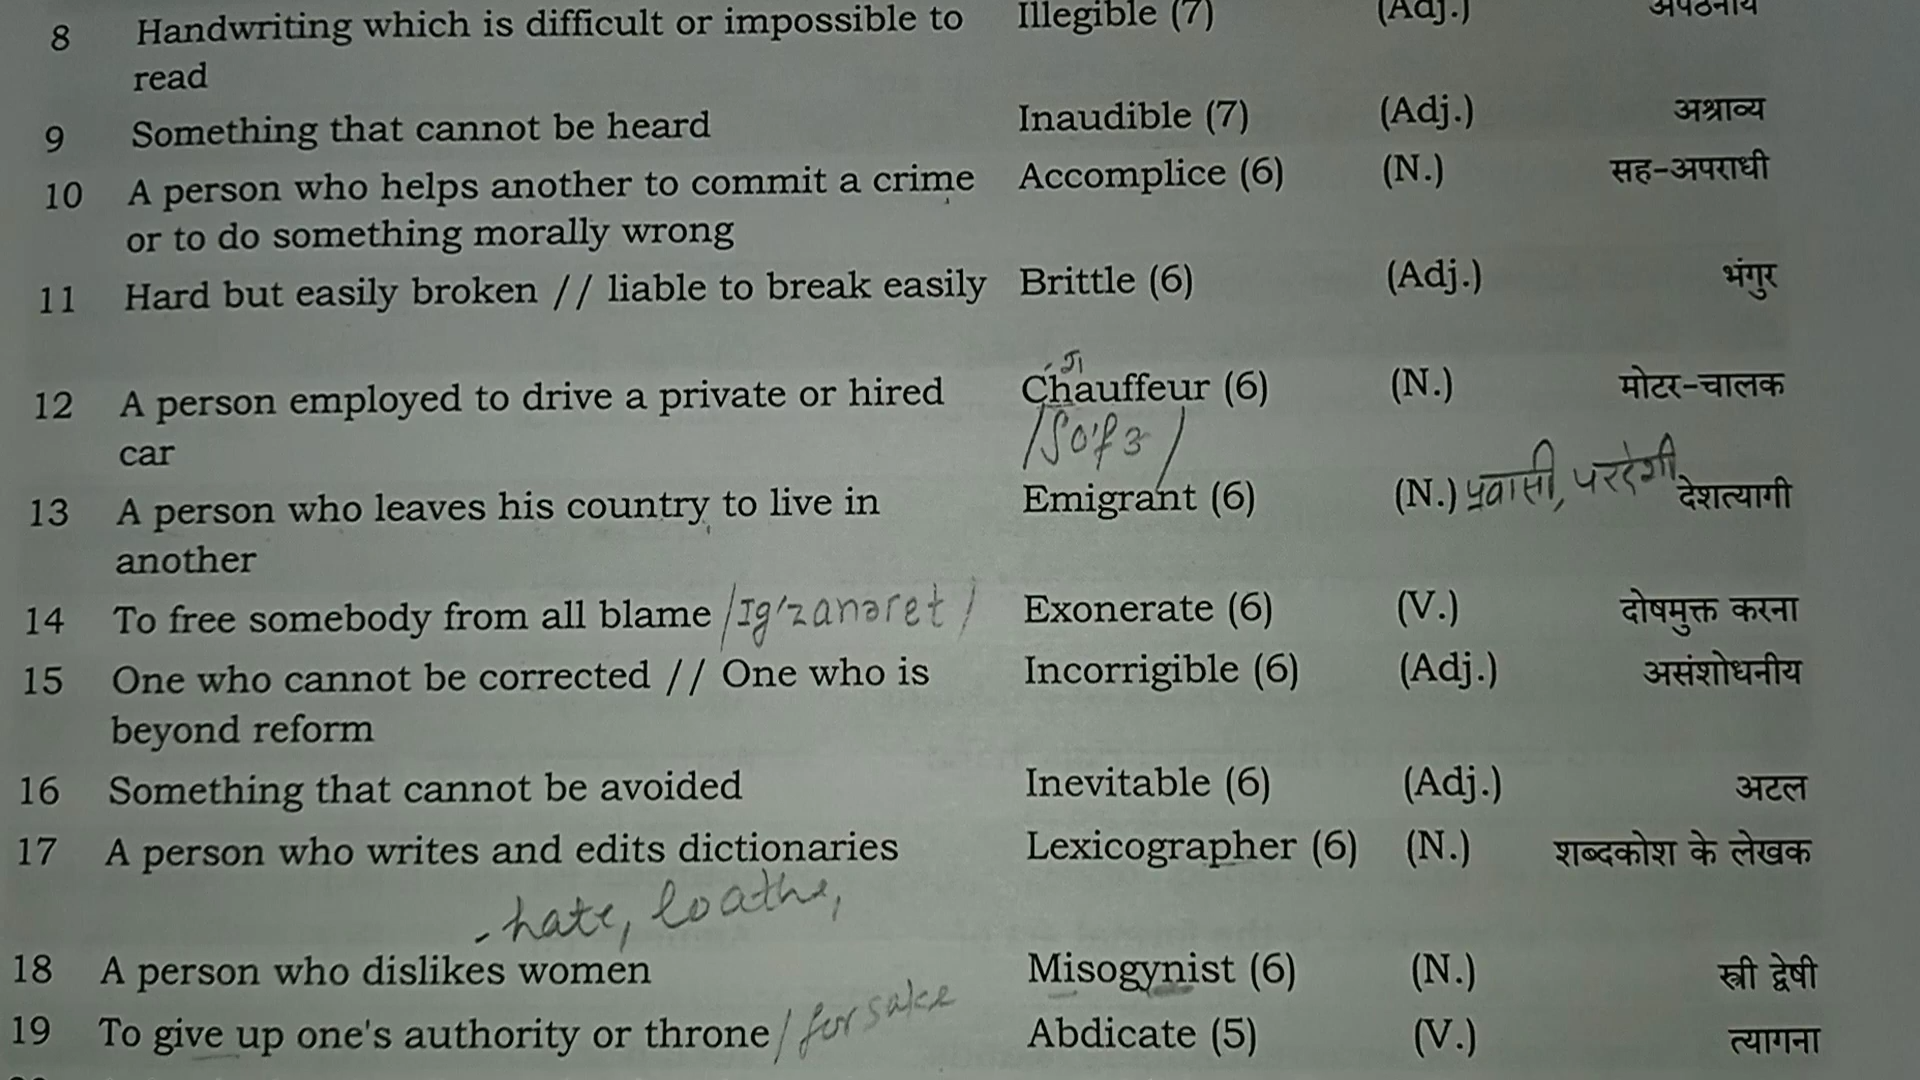 8 Handwriting which is difficult or impossible to Illegible (7) (Adj.) अपठनीय
read
9 Something that cannot be heard Inaudible (7) (Adj.) अश्राव्य
10 A person who helps another to commit a crime Accomplice (6) (N.) सह-अपराधी
or to do something morally wrong
11 Hard but easily broken // liable to break easily Brittle (6) (Adj.) भंगुर
12 A person employed to drive a private or hired Chauffeur (6) (N.) मोटर-चालक
car
13 A person who leaves his country to live in Emigrant (6) (N.) प्रवासी, परदेशी देशत्यागी
another
14 To free somebody from all blame /Ig'zanəret/ Exonerate (6) (V.) दोषमुक्त करना
15 One who cannot be corrected // One who is Incorrigible (6) (Adj.) असंशोधनीय
beyond reform
16 Something that cannot be avoided Inevitable (6) (Adj.) अटल
17 A person who writes and edits dictionaries Lexicographer (6) (N.) शब्दकोश के लेखक
- hate, loathe,
18 A person who dislikes women Misogynist (6) (N.) स्त्री द्वेषी
19 To give up one's authority or throne / forsake Abdicate (5) (V.) त्यागना